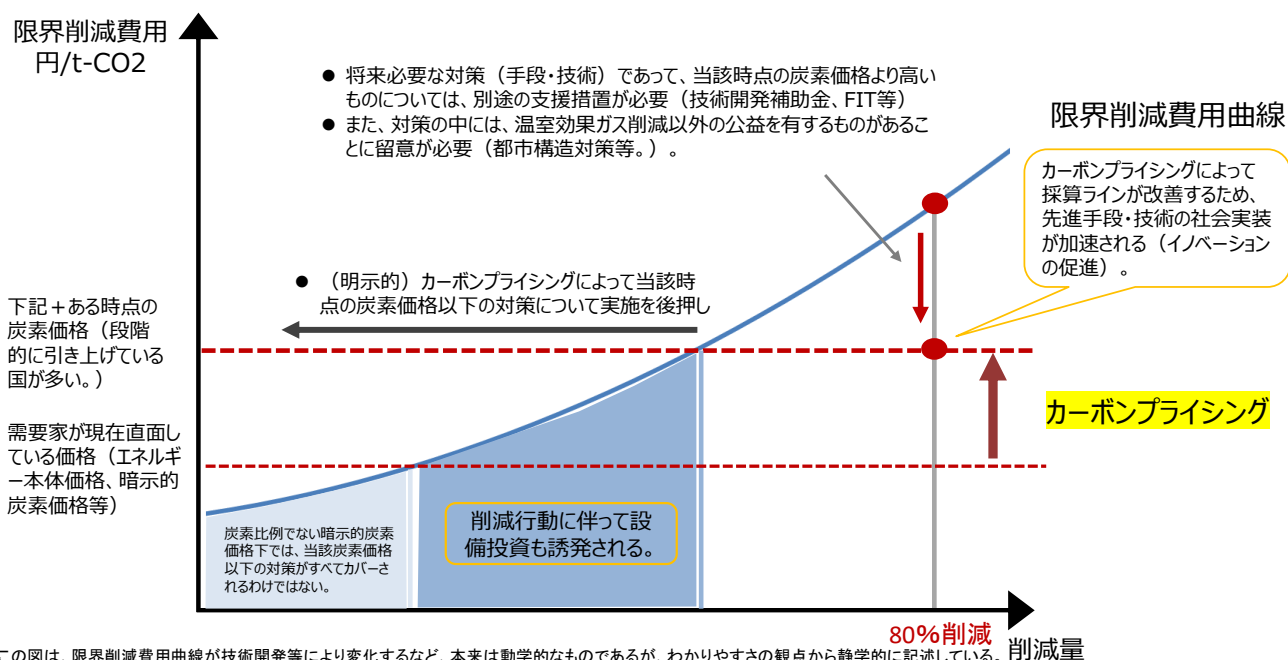 限界削減費用
円/t-CO2
● 将来必要な対策（手段・技術）であって、当該時点の炭素価格より高い
ものについては、別途の支援措置が必要（技術開発補助金、FIT等）
● また、対策の中には、温室効果ガス削減以外の公益を有するものがあるこ
とに留意が必要（都市構造対策等。）。
限界削減費用曲線
カーボンプライシングによって
採算ラインが改善するため、
先進手段・技術の社会実装
が加速される（イノベーション
の促進）。
● （明示的）カーボンプライシングによって当該時
点の炭素価格以下の対策について実施を後押し
下記＋ある時点の
炭素価格（段階
的に引き上げている
国が多い。）
カーボンプライシング
需要家が現在直面し
ている価格（エネルギ
ー本体価格、暗示的
炭素価格等）
削減行動に伴って設
備投資も誘発される。
炭素比例でない暗示的炭素
価格下では、当該炭素価格
以下の対策がすべてカバーさ
れるわけではない。
80%削減
削減量
この図は、限界削減費用曲線が技術開発等により変化するなど、本来は動学的なものであるが、わかりやすさの観点から静学的に記述している。